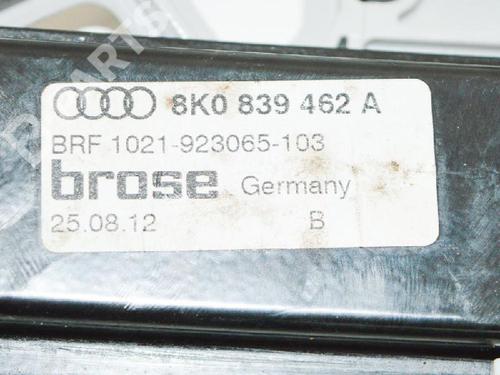 8K0 839 462 A
BRF 1021-923065-103
brose Germany
25.08.12 B